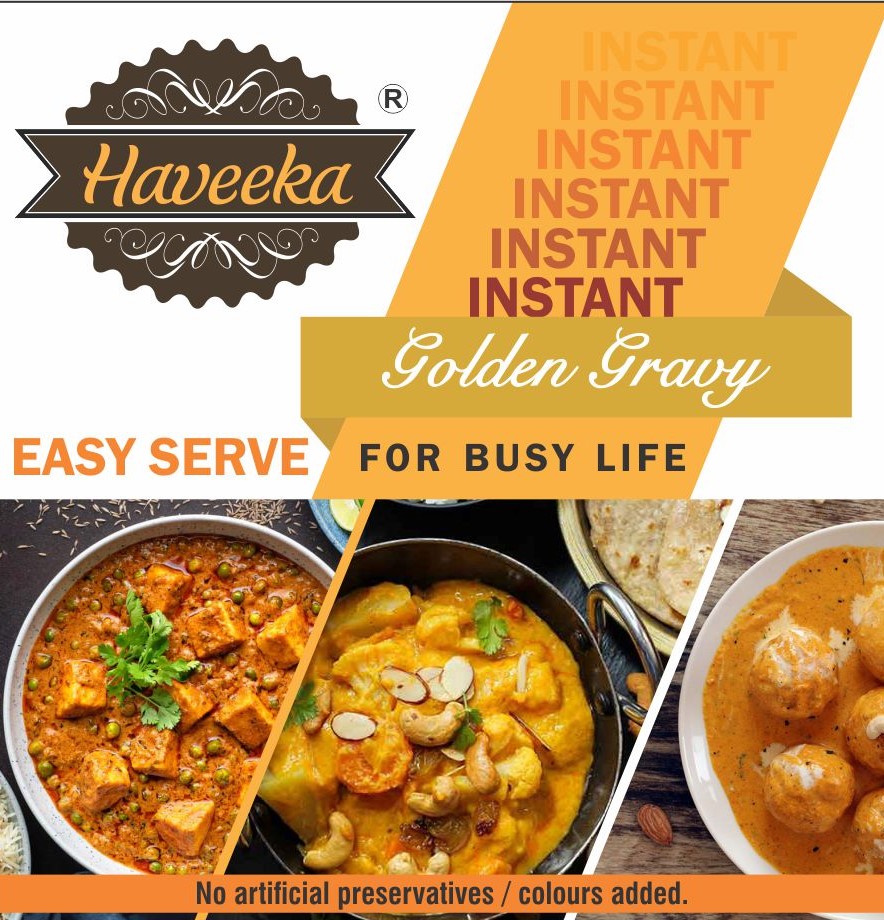 Haveeka
®
INSTANT
INSTANT
INSTANT
INSTANT
INSTANT
INSTANT
Golden Gravy
EASY SERVE FOR BUSY LIFE
No artificial preservatives / colours added.